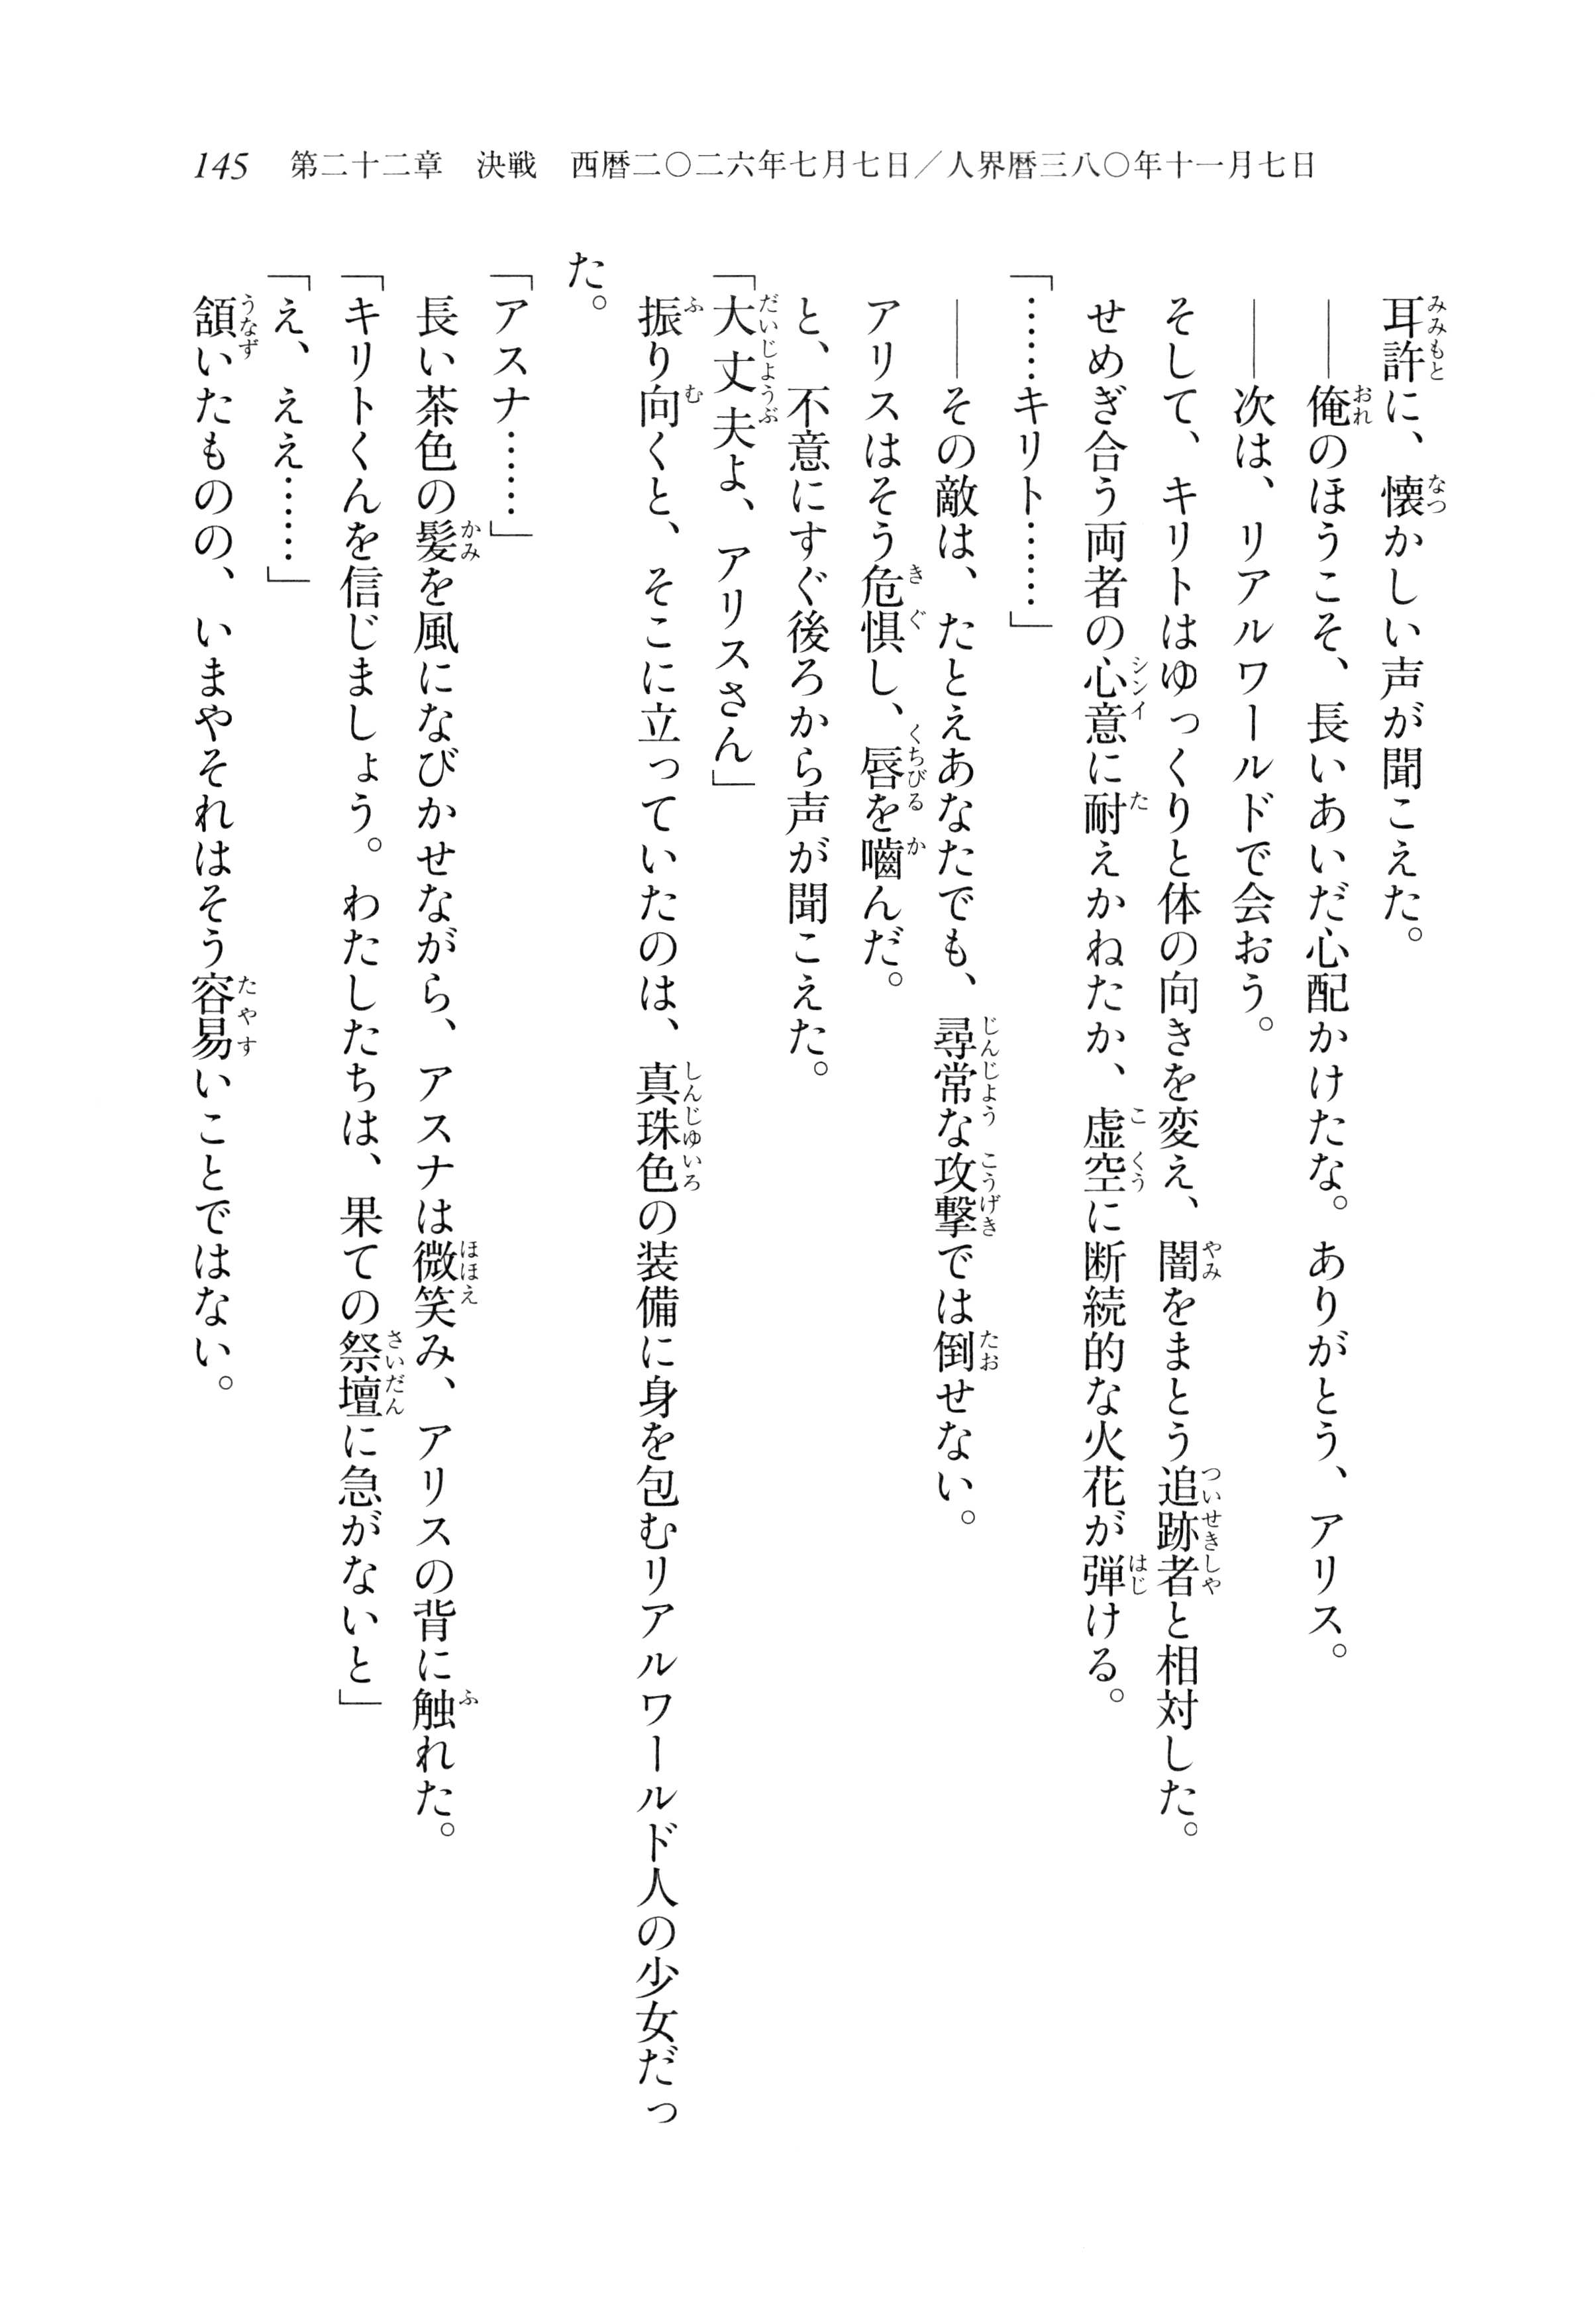 145 第二十二章 決戦 西暦二〇二六年七月七日／人界暦三八〇年十一月七日
耳許に、懐かしい声が聞こえた。
――俺のほうこそ、長いあいだ心配かけたな。ありがとう、アリス。
――次は、リアルワールドで会おう。
そして、キリトはゆっくりと体の向きを変え、闇をまとう追跡者と相対した。
せめぎ合う両者の心意に耐えかねたか、虚空に断続的な火花が弾ける。
「……キリト……」
――その敵は、たとえあなたでも、尋常な攻撃では倒せない。
アリスはそう危惧し、唇を嚙んだ。
と、不意にすぐ後ろから声が聞こえた。
「大丈夫よ、アリスさん」
振り向くと、そこに立っていたのは、真珠色の装備に身を包むリアルワールド人の少女だっ
た。
「アスナ……」
長い茶色の髪を風になびかせながら、アスナは微笑み、アリスの背に触れた。
「キリトくんを信じましょう。わたしたちは、果ての祭壇に急がないと」
「え、ええ……」
頷いたものの、いまやそれはそう容易いことではない。